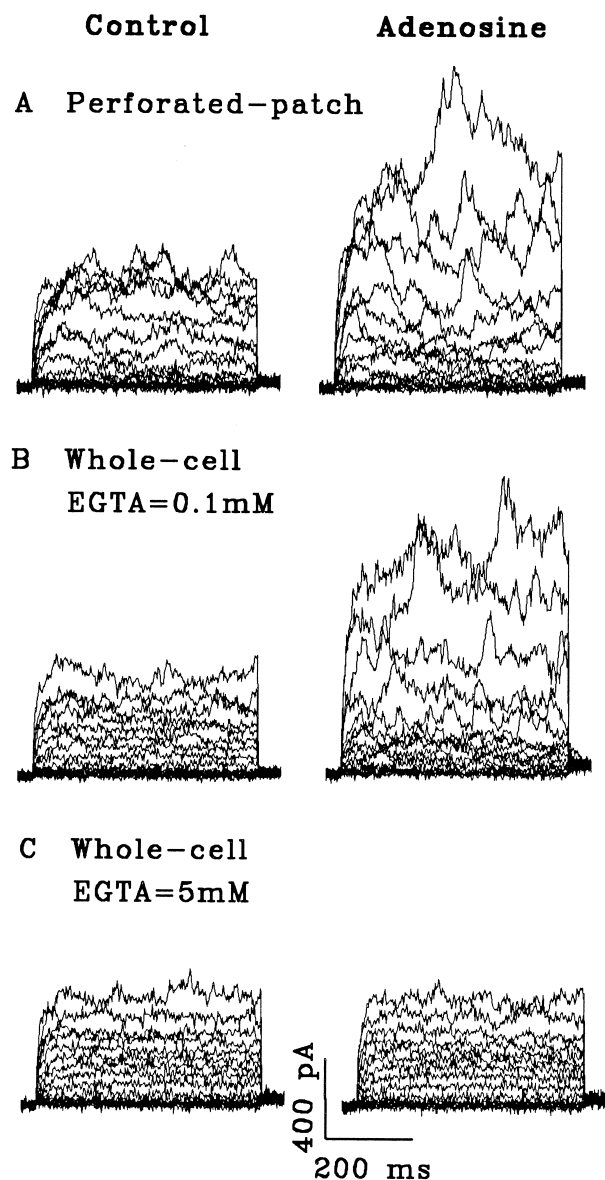 Control Adenosine
A Perforated-patch
B Whole-cell
EGTA=0.1mM
C Whole-cell
EGTA=5mM
400 pA
200 ms